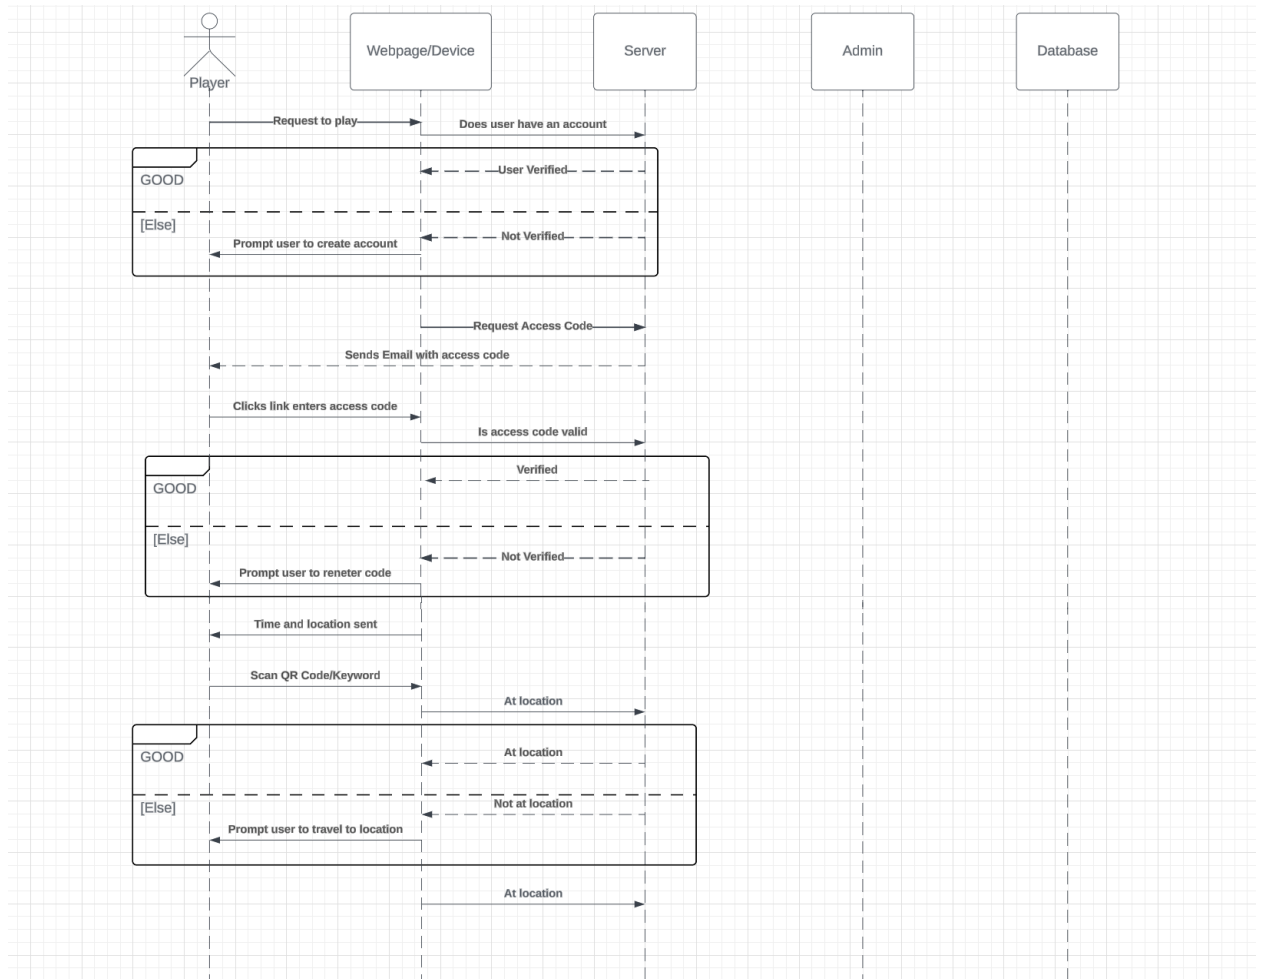 Player
Webpage/Device
Server
Admin
Database
Request to play
Does user have an account
GOOD
User Verified
[Else]
Not Verified
Prompt user to create account
Request Access Code
Sends Email with access code
Clicks link enters access code
Is access code valid
GOOD
Verified
[Else]
Not Verified
Prompt user to reneter code
Time and location sent
Scan QR Code/Keyword
At location
GOOD
At location
[Else]
Not at location
Prompt user to travel to location
At location